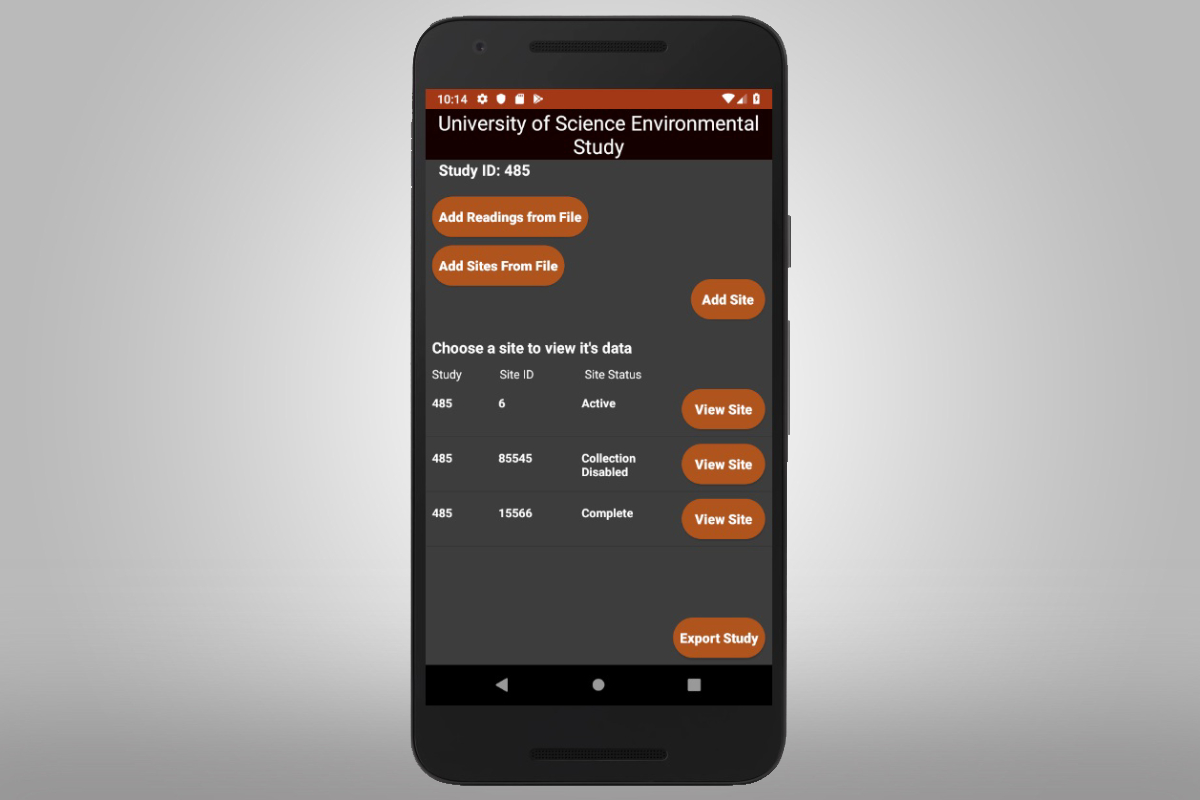 10:14
University of Science Environmental
Study
Study ID: 485
Add Readings from File
Add Sites From File
Add Site
Choose a site to view it's data
Study Site ID Site Status
485 6 Active View Site
485 85545 Collection
Disabled View Site
485 15566 Complete View Site
Export Study